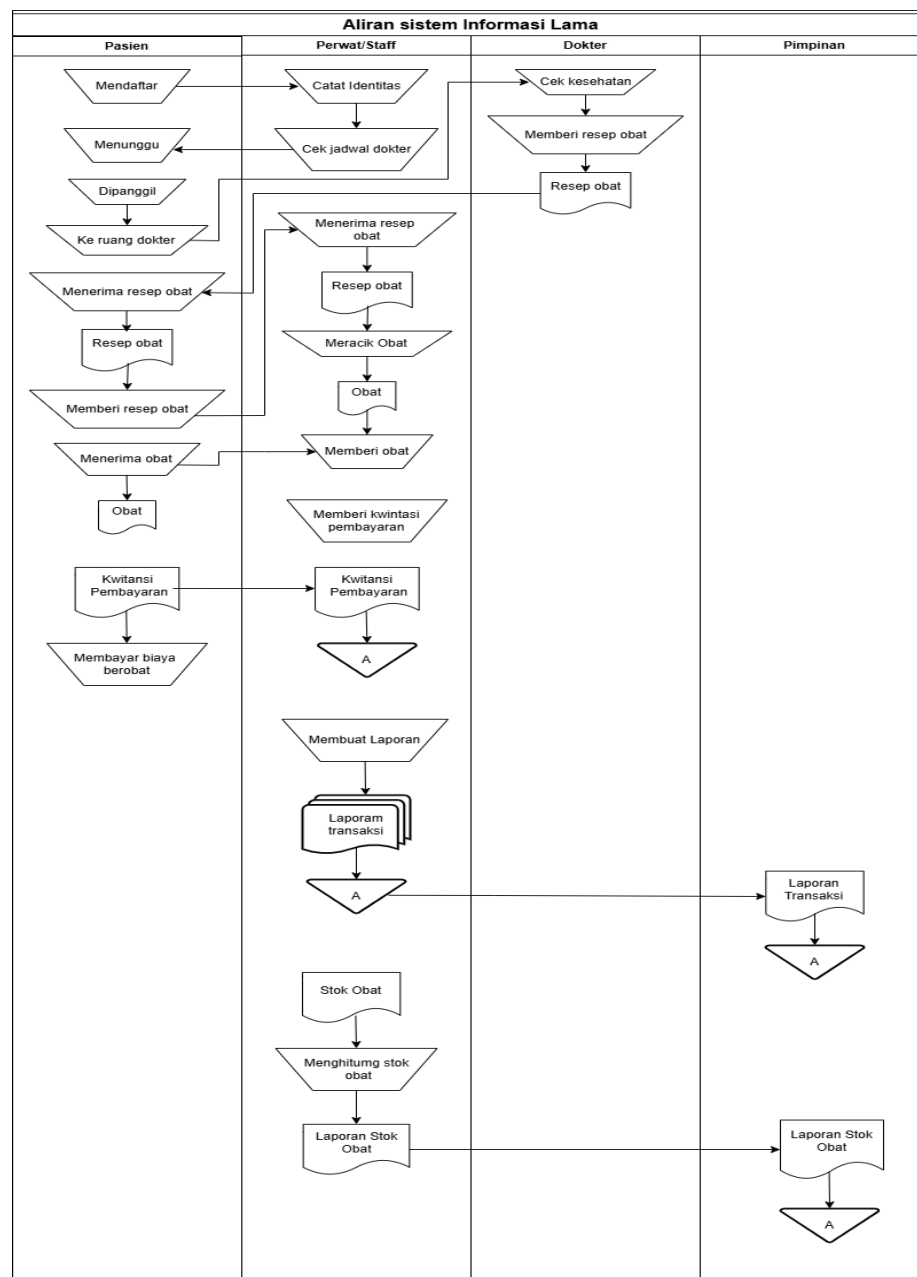 Aliran sistem Informasi Lama
Pasien
Perwat/Staff
Dokter
Pimpinan
Mendaftar
Catat Identitas
Cek kesehatan
Menunggu
Cek jadwal dokter
Memberi resep obat
Dipanggil
Resep obat
Ke ruang dokter
Menerima resep
obat
Menerima resep obat
Resep obat
Resep obat
Meracik Obat
Memberi resep obat
Obat
Menerima obat
Memberi obat
Obat
Memberi kwintasi
pembayaran
Kwitansi
Pembayaran
Kwitansi
Pembayaran
Membayar biaya
berobat
A
Membuat Laporan
Laporam
transaksi
A
Laporan
Transaksi
A
Stok Obat
Menghitumg stok
obat
Laporan Stok
Obat
Laporan Stok
Obat
A